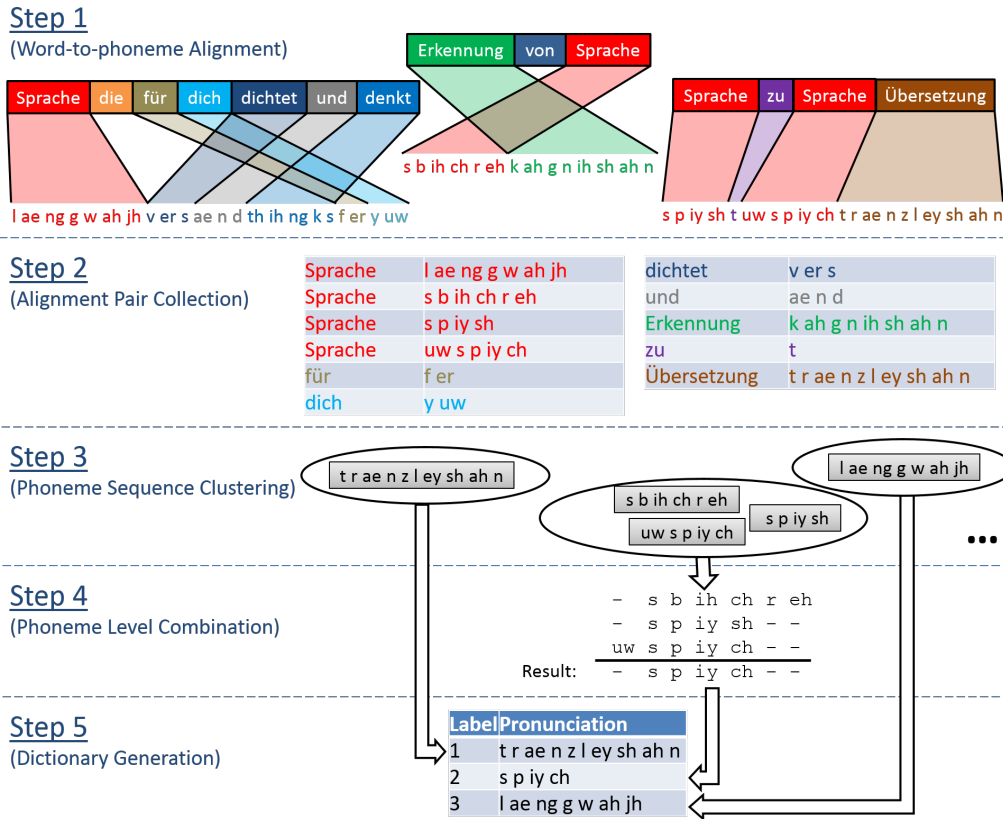 Step 1
(Word-to-phoneme Alignment)
Sprache die für dich dichtet und denkt
l ae ng g w ah jh v er s ae n d th ih ng k s f er y uw
Erkennung von Sprache
s b ih ch r eh k ah g n ih sh ah n
Sprache zu Sprache Übersetzung
s p iy sh t uw s p iy ch t r ae n z l ey sh ah n
Step 2
(Alignment Pair Collection)
Sprache l ae ng g w ah jh
Sprache s b ih ch r eh
Sprache s p iy sh
Sprache uw s p iy ch
für f er
dich y uw
dichtet v er s
und ae n d
Erkennung k ah g n ih sh ah n
zu t
Übersetzung t r ae n z l ey sh ah n
Step 3
(Phoneme Sequence Clustering)
t r ae n z l ey sh ah n
s b ih ch r eh
uw s p iy ch
s p iy sh
l ae ng g w ah jh
...
Step 4
(Phoneme Level Combination)
- s b ih ch r eh
- s p iy sh - -
uw s p iy ch - -
Result: - s p iy ch - -
Step 5
(Dictionary Generation)
Label Pronunciation
1 t r ae n z l ey sh ah n
2 s p iy ch
3 l ae ng g w ah jh